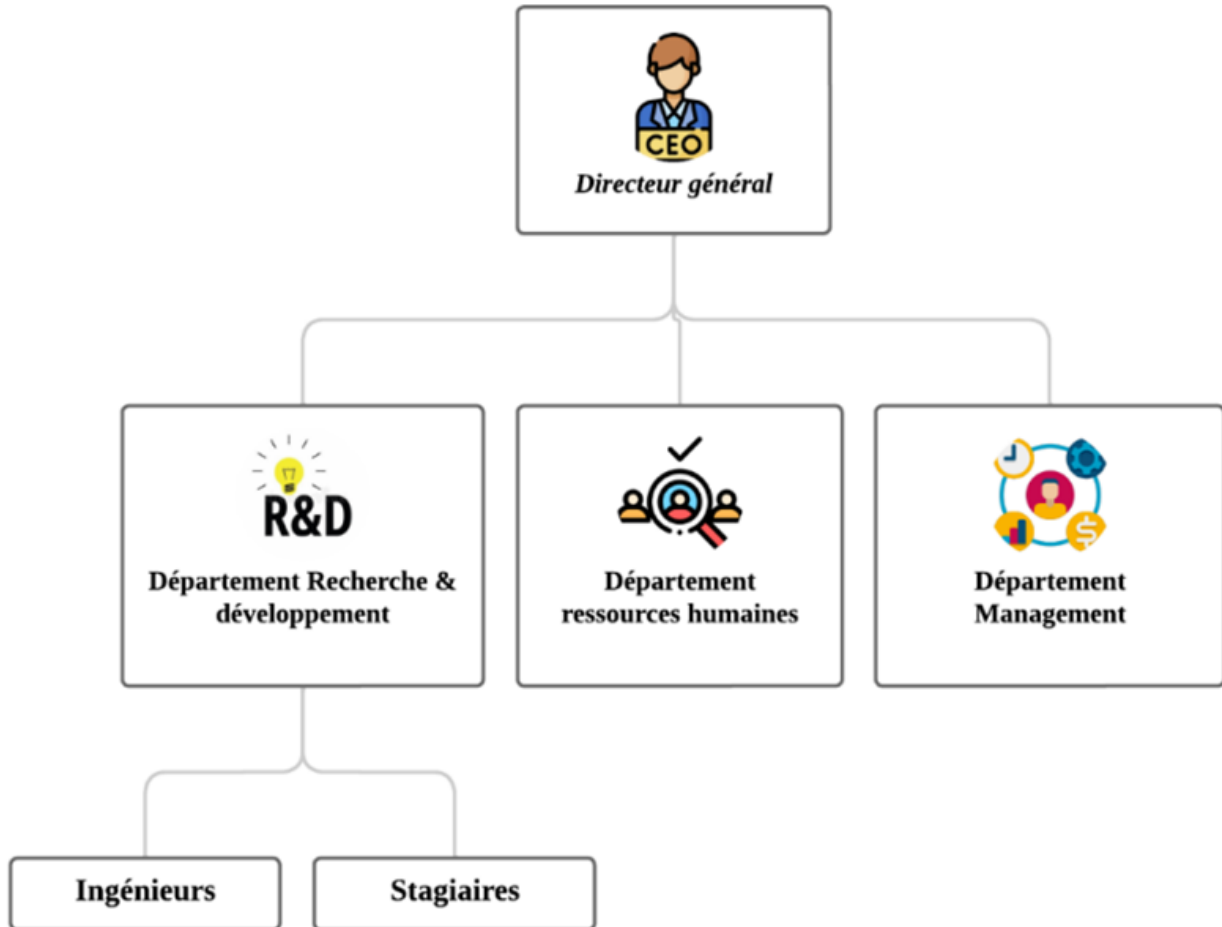 CEO
Directeur général
R&D
Département Recherche &
développement
Département
ressources humaines
Département
Management
Ingénieurs
Stagiaires